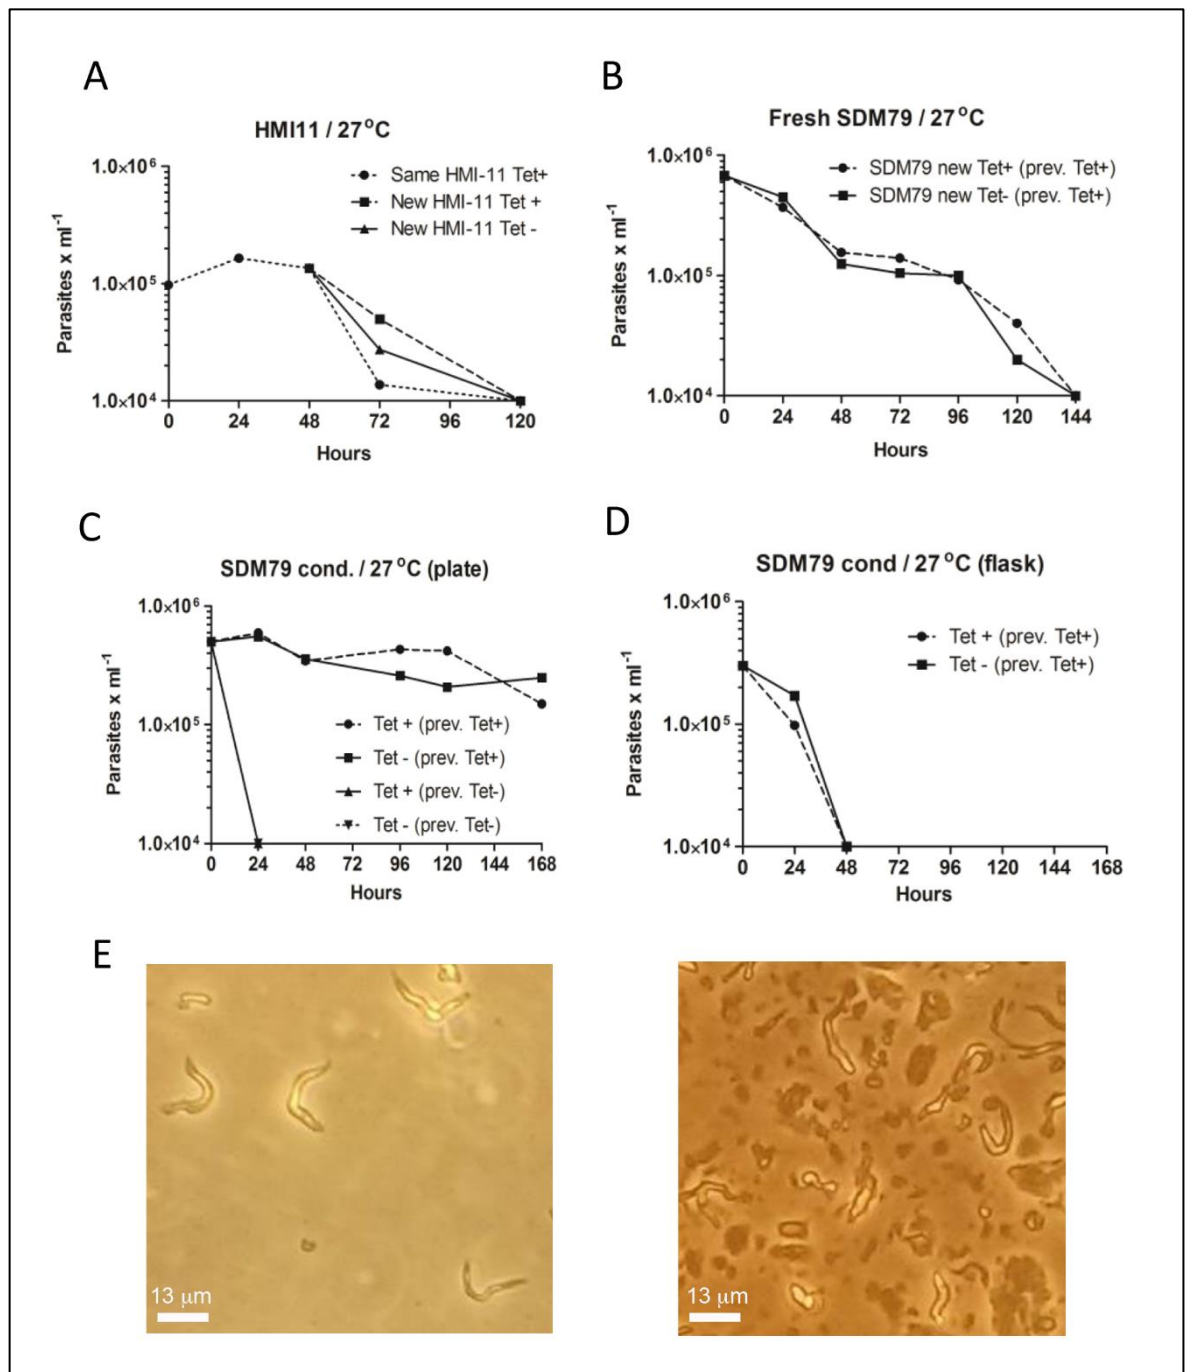 A
HMI11 / 27°C
1.0×10⁶
1.0×10⁵
1.0×10⁴
Parasites x ml⁻¹
Same HMI-11 Tet+
New HMI-11 Tet +
New HMI-11 Tet -
0 24 48 72 96 120
Hours
B
Fresh SDM79 / 27°C
1.0×10⁶
1.0×10⁵
1.0×10⁴
Parasites x ml⁻¹
SDM79 new Tet+ (prev. Tet+)
SDM79 new Tet- (prev. Tet+)
0 24 48 72 96 120 144
Hours
C
SDM79 cond. / 27 °C (plate)
1.0×10⁶
1.0×10⁵
1.0×10⁴
Parasites x ml⁻¹
Tet + (prev. Tet+)
Tet - (prev. Tet+)
Tet + (prev. Tet-)
Tet - (prev. Tet-)
0 24 48 72 96 120 144 168
Hours
D
SDM79 cond / 27 °C (flask)
1.0×10⁶
1.0×10⁵
1.0×10⁴
Parasites x ml⁻¹
Tet + (prev. Tet+)
Tet - (prev. Tet+)
0 24 48 72 96 120 144 168
Hours
E
13 µm
13 µm